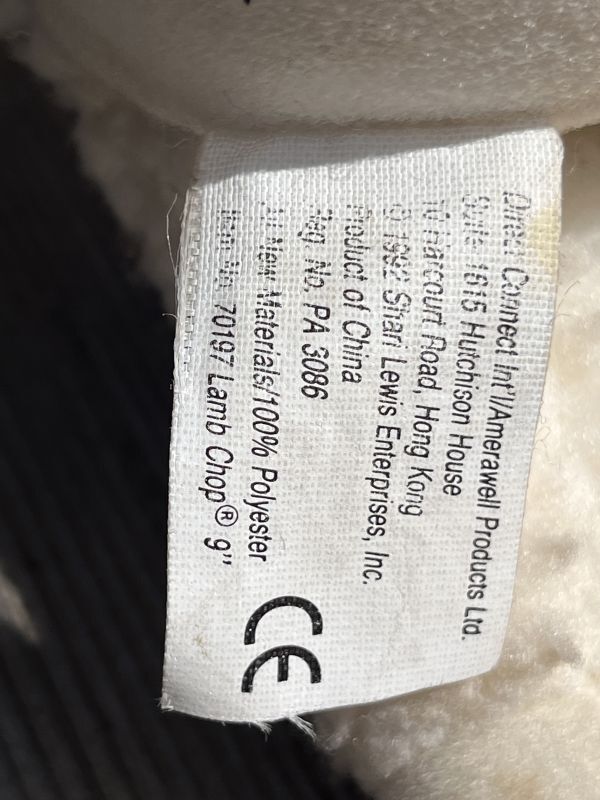 Direct Connect Int'l/Amerawell Products Ltd.
Suite 1615 Hutchison House
10 Harcourt Road, Hong Kong
© 1992 Shari Lewis Enterprises, Inc.
Product of China
Reg. No. PA 3086
All New Materials/100% Polyester
Item No. 70197 Lamb Chop® 9"
CE